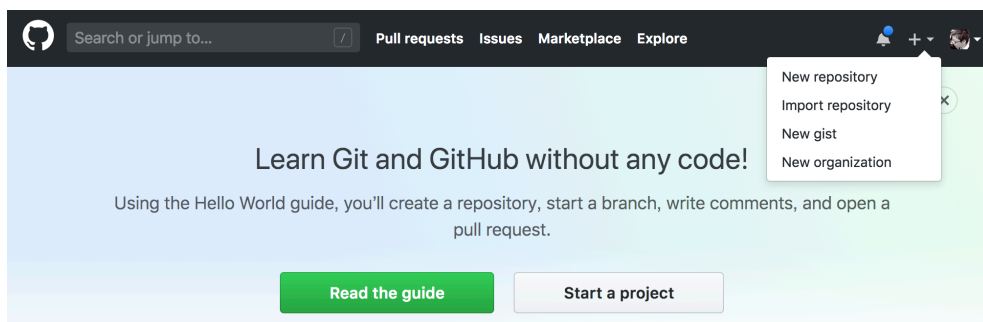 Search or jump to... /
Pull requests Issues Marketplace Explore
New repository
Import repository
New gist
New organization
Learn Git and GitHub without any code!
Using the Hello World guide, you’ll create a repository, start a branch, write comments, and open a
pull request.
Read the guide
Start a project